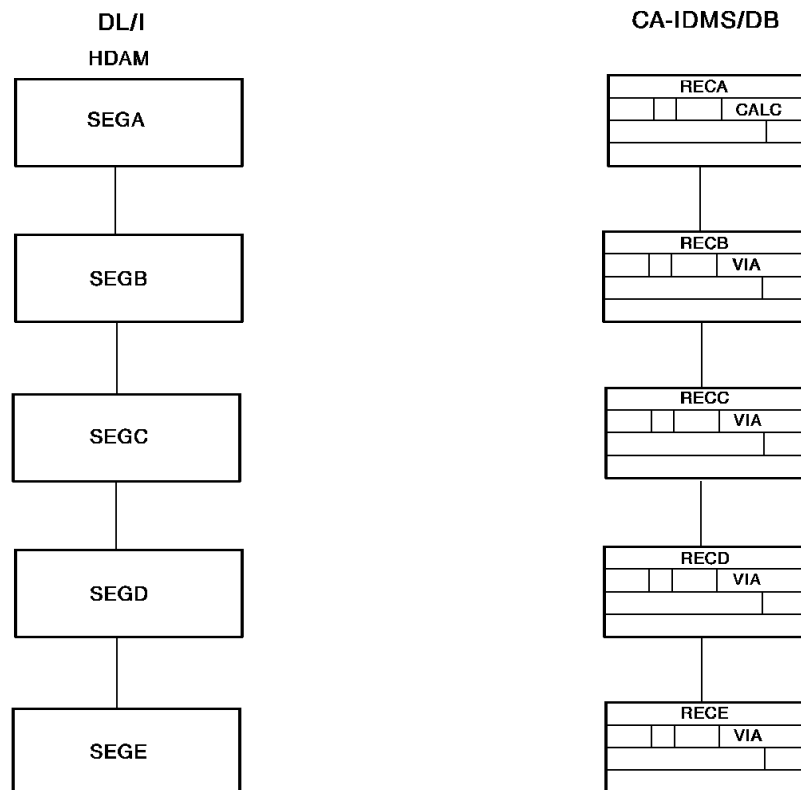 DL/I
HDAM
SEGA
SEGB
SEGC
SEGD
SEGE
CA-IDMS/DB
RECA
CALC
RECB
VIA
RECC
VIA
RECD
VIA
RECE
VIA